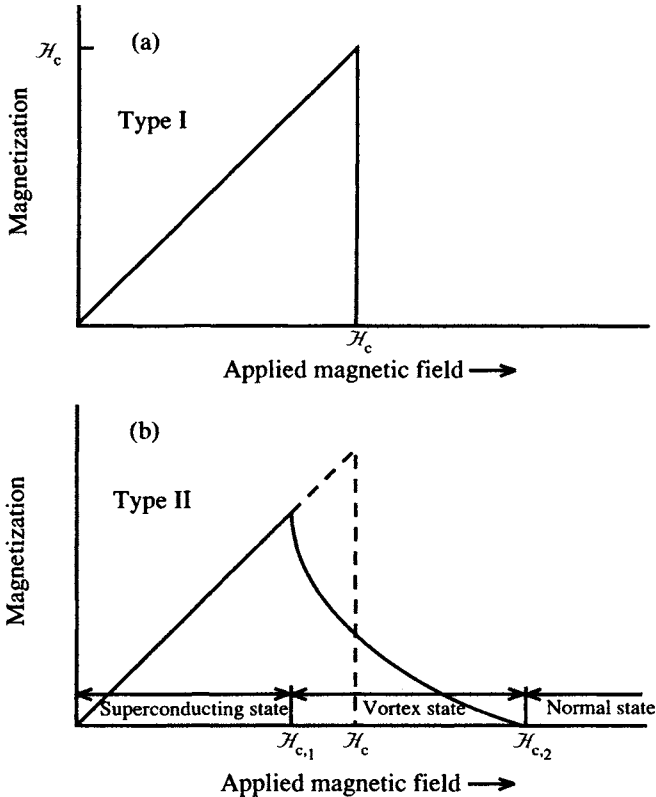 (a)
ℋc
Type I
Magnetization
ℋc
Applied magnetic field →
(b)
Type II
Magnetization
Superconducting state
Vortex state
Normal state
ℋc,1
ℋc
ℋc,2
Applied magnetic field →